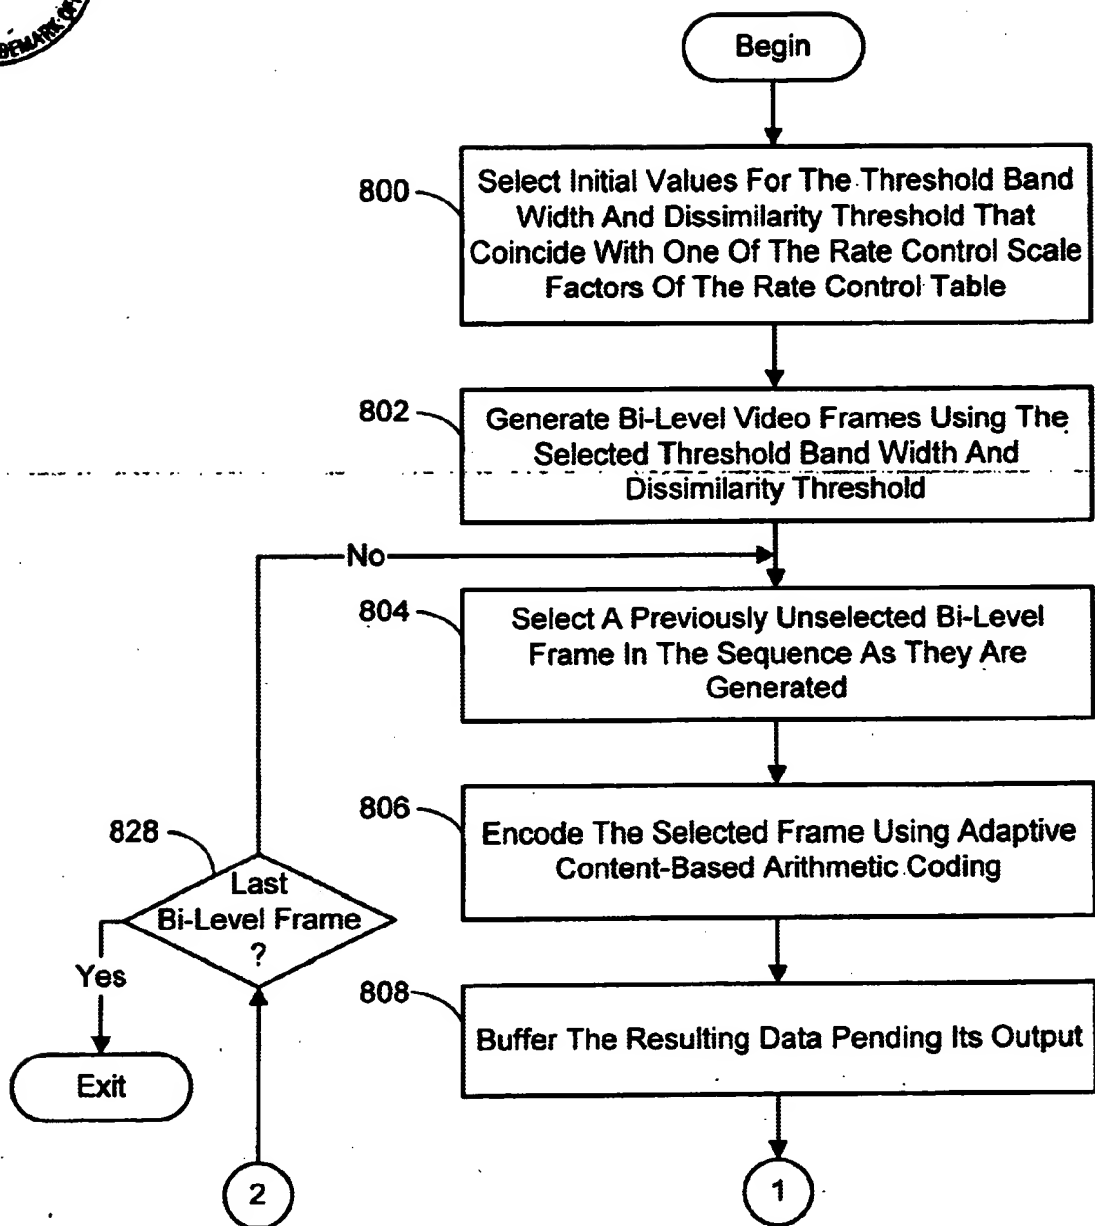 DEMARK OF
Begin
800
Select Initial Values For The Threshold Band
Width And Dissimilarity Threshold That
Coincide With One Of The Rate Control Scale
Factors Of The Rate Control Table
802
Generate Bi-Level Video Frames Using The
Selected Threshold Band Width And
Dissimilarity Threshold
No
804
Select A Previously Unselected Bi-Level
Frame In The Sequence As They Are
Generated
806
Encode The Selected Frame Using Adaptive
Content-Based Arithmetic Coding
828
Last
Bi-Level Frame
?
Yes
808
Buffer The Resulting Data Pending Its Output
Exit
2
1